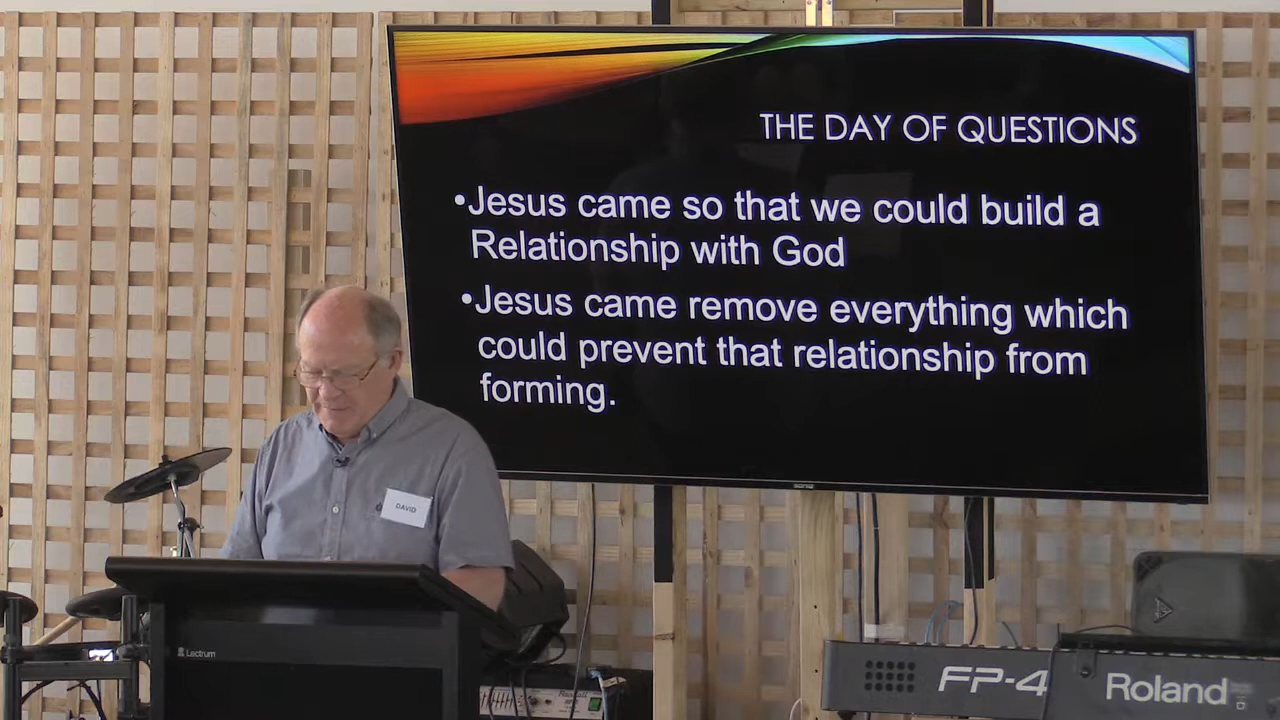 THE DAY OF QUESTIONS
•Jesus came so that we could build a
Relationship with God
•Jesus came remove everything which
could prevent that relationship from
forming.
DAVID
Lectrum
FP-4
Roland